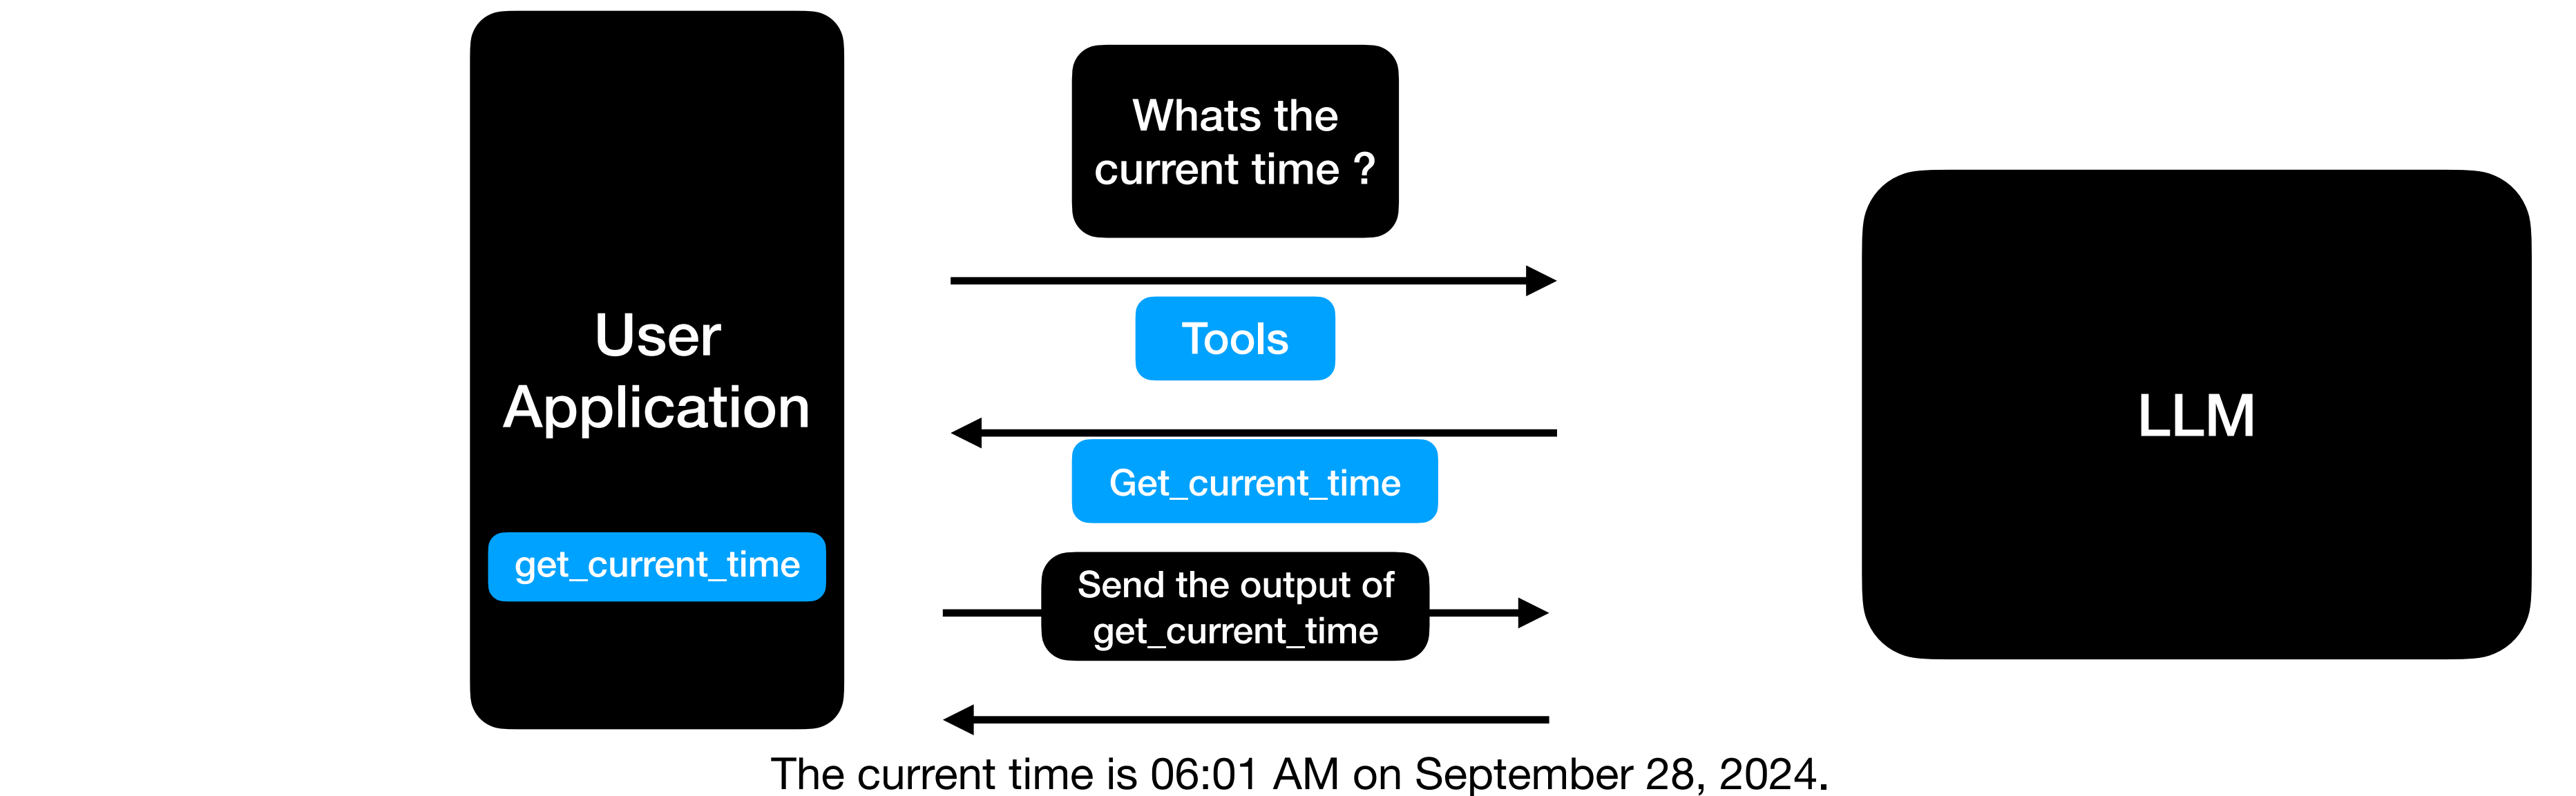 Whats the
current time ?
Tools
User
Application
LLM
Get_current_time
get_current_time
Send the output of
get_current_time
The current time is 06:01 AM on September 28, 2024.